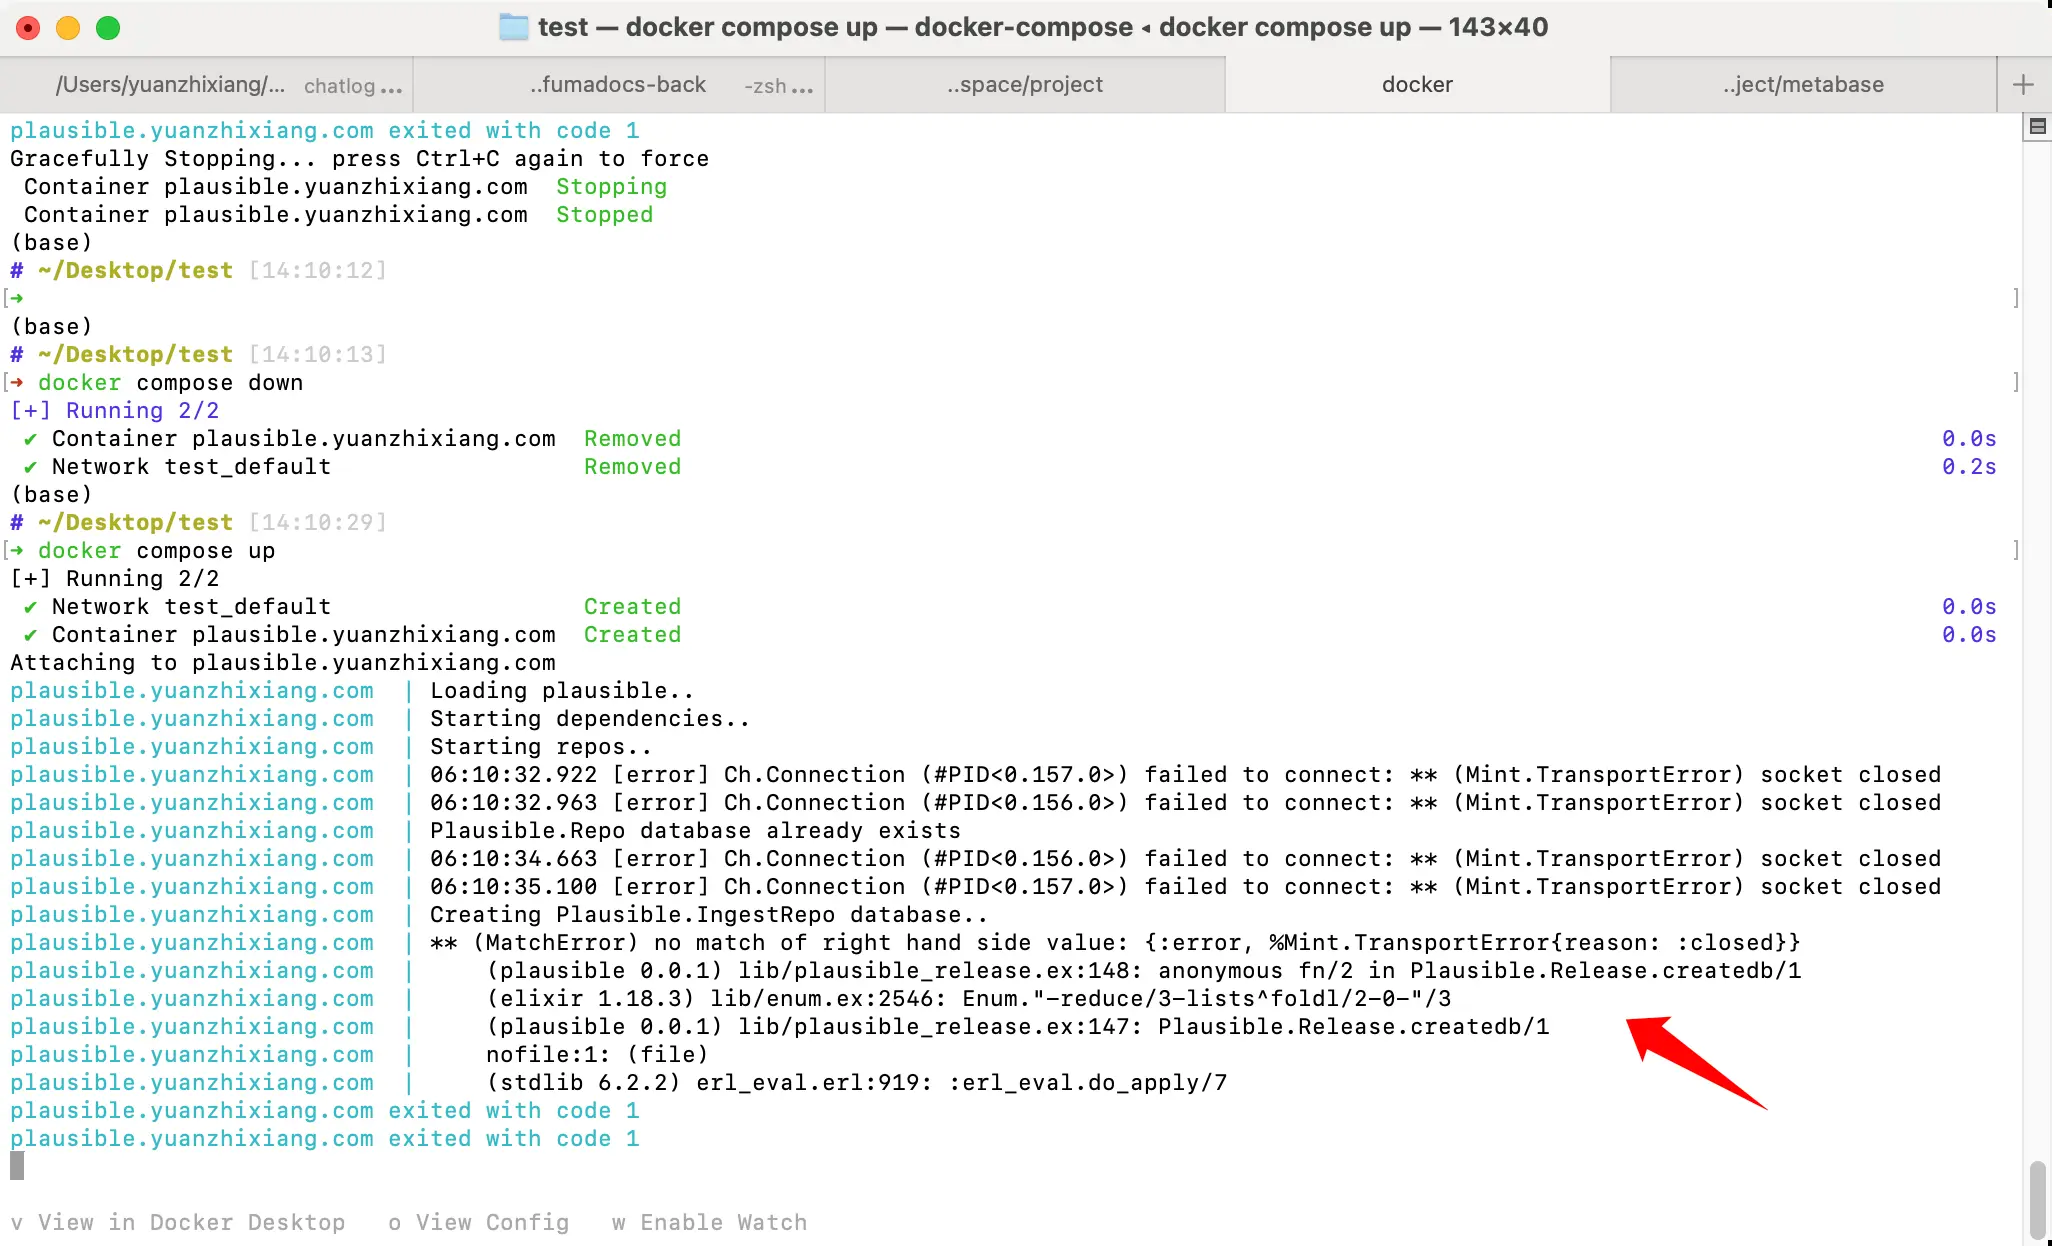 test — docker compose up — docker-compose ◂ docker compose up — 143×40
/Users/yuanzhixiang/... chatlog ... ..fumadocs-back -zsh ... ..space/project docker ..ject/metabase +
plausible.yuanzhixiang.com exited with code 1
Gracefully Stopping... press Ctrl+C again to force
 Container plausible.yuanzhixiang.com  Stopping
 Container plausible.yuanzhixiang.com  Stopped
(base)
# ~/Desktop/test [14:10:12]
[➜ ]
(base)
# ~/Desktop/test [14:10:13]
[➜ docker compose down ]
[+] Running 2/2
 ✔ Container plausible.yuanzhixiang.com  Removed 0.0s
 ✔ Network test_default                  Removed 0.2s
(base)
# ~/Desktop/test [14:10:29]
[➜ docker compose up ]
[+] Running 2/2
 ✔ Network test_default                  Created 0.0s
 ✔ Container plausible.yuanzhixiang.com  Created 0.0s
Attaching to plausible.yuanzhixiang.com
plausible.yuanzhixiang.com  | Loading plausible..
plausible.yuanzhixiang.com  | Starting dependencies..
plausible.yuanzhixiang.com  | Starting repos..
plausible.yuanzhixiang.com  | 06:10:32.922 [error] Ch.Connection (#PID<0.157.0>) failed to connect: ** (Mint.TransportError) socket closed
plausible.yuanzhixiang.com  | 06:10:32.963 [error] Ch.Connection (#PID<0.156.0>) failed to connect: ** (Mint.TransportError) socket closed
plausible.yuanzhixiang.com  | Plausible.Repo database already exists
plausible.yuanzhixiang.com  | 06:10:34.663 [error] Ch.Connection (#PID<0.156.0>) failed to connect: ** (Mint.TransportError) socket closed
plausible.yuanzhixiang.com  | 06:10:35.100 [error] Ch.Connection (#PID<0.157.0>) failed to connect: ** (Mint.TransportError) socket closed
plausible.yuanzhixiang.com  | Creating Plausible.IngestRepo database..
plausible.yuanzhixiang.com  | ** (MatchError) no match of right hand side value: {:error, %Mint.TransportError{reason: :closed}}
plausible.yuanzhixiang.com  |     (plausible 0.0.1) lib/plausible_release.ex:148: anonymous fn/2 in Plausible.Release.createdb/1
plausible.yuanzhixiang.com  |     (elixir 1.18.3) lib/enum.ex:2546: Enum."-reduce/3-lists^foldl/2-0-"/3
plausible.yuanzhixiang.com  |     (plausible 0.0.1) lib/plausible_release.ex:147: Plausible.Release.createdb/1
plausible.yuanzhixiang.com  |     nofile:1: (file)
plausible.yuanzhixiang.com  |     (stdlib 6.2.2) erl_eval.erl:919: :erl_eval.do_apply/7
plausible.yuanzhixiang.com exited with code 1
plausible.yuanzhixiang.com exited with code 1
v View in Docker Desktop   o View Config   w Enable Watch